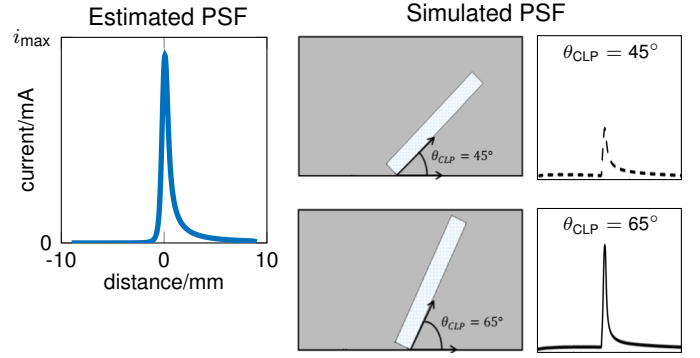 Estimated PSF
i_max
current/mA
0
-10
0
10
distance/mm
Simulated PSF
θ_CLP = 45°
θ_CLP = 45°
θ_CLP = 65°
θ_CLP = 65°